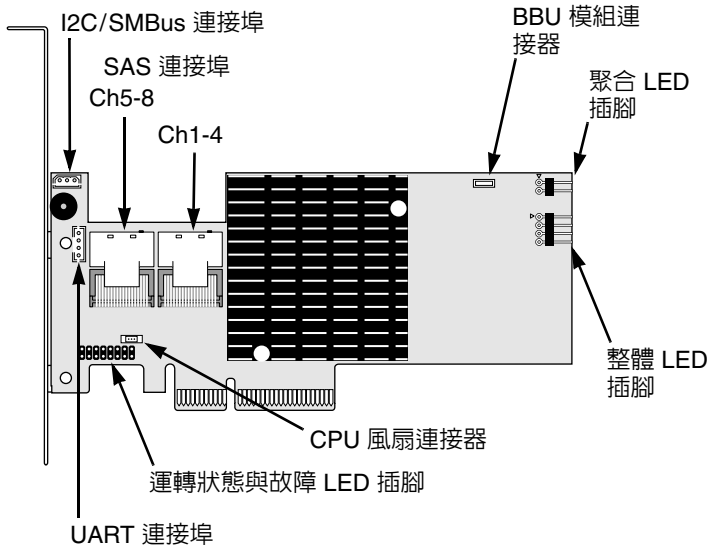 I2C/SMBus 連接埠
SAS 連接埠
Ch5-8
Ch1-4
BBU 模組連
接器
聚合 LED
插腳
整體 LED
插腳
CPU 風扇連接器
運轉狀態與故障 LED 插腳
UART 連接埠